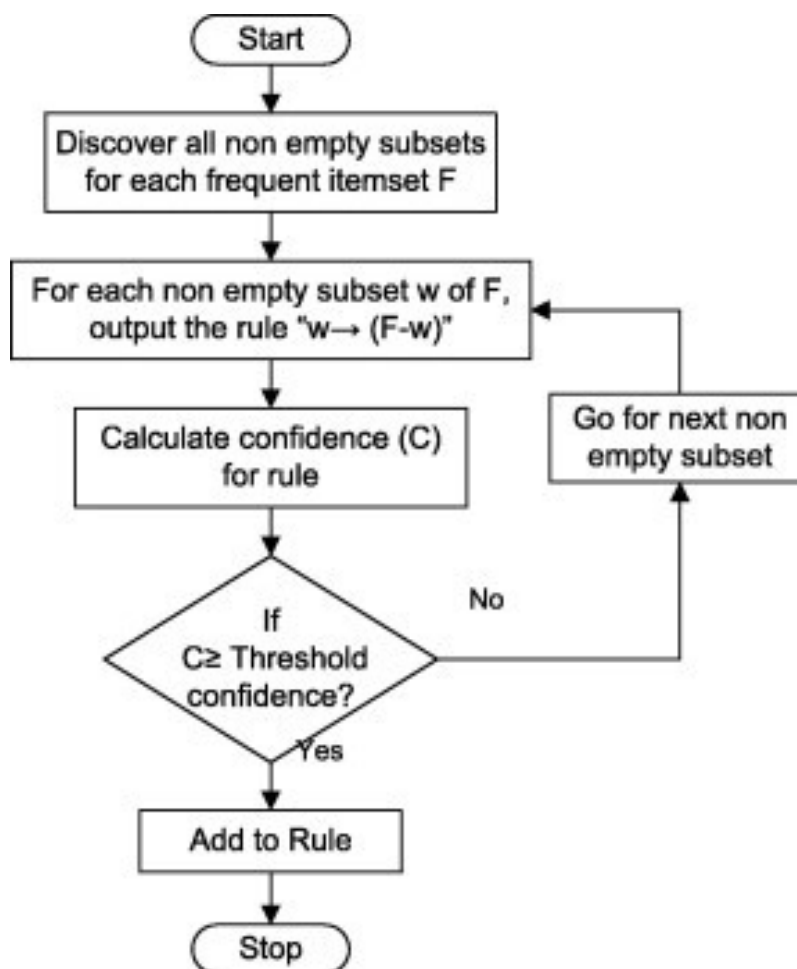 Start
Discover all non empty subsets
for each frequent itemset F
For each non empty subset w of F,
output the rule "w→ (F-w)"
Calculate confidence (C)
for rule
Go for next non
empty subset
If
C≥ Threshold
confidence?
No
Yes
Add to Rule
Stop